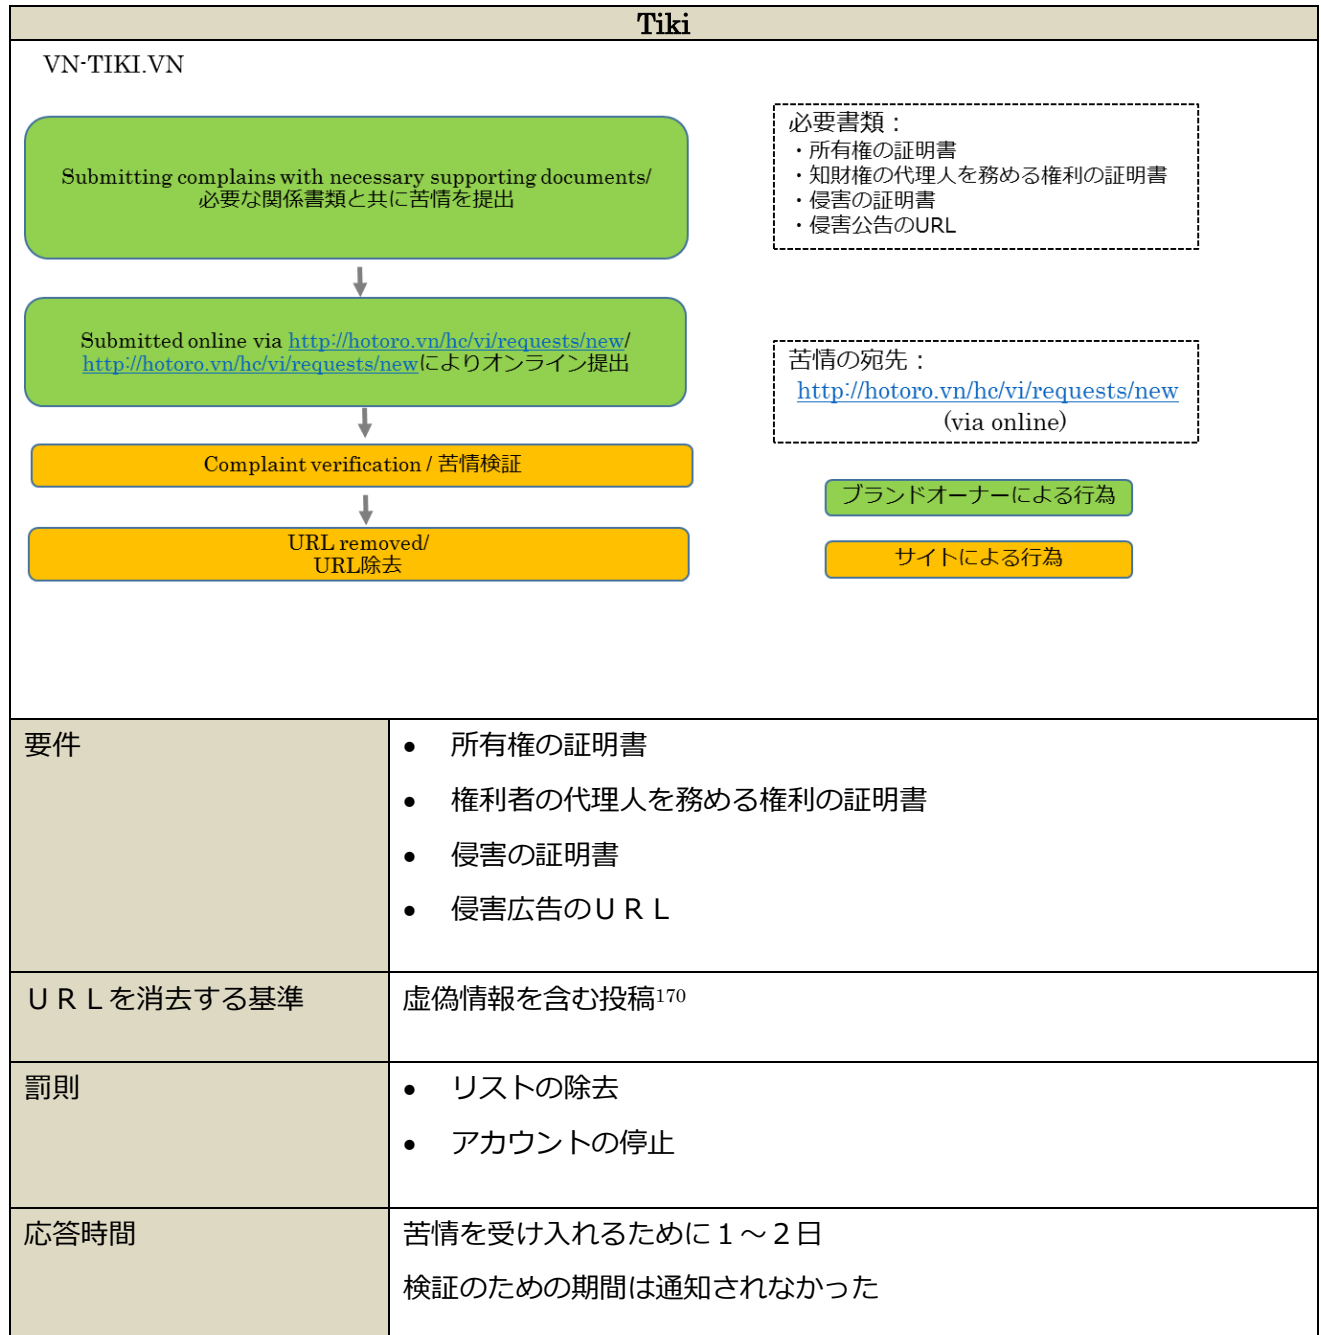 Tiki
VN-TIKI.VN
Submitting complains with necessary supporting documents/
必要な関係書類と共に苦情を提出
必要書類：
・所有権の証明書
・知財権の代理人を務める権利の証明書
・侵害の証明書
・侵害公告のURL
Submitted online via http://hotoro.vn/hc/vi/requests/new/
http://hotoro.vn/hc/vi/requests/newによりオンライン提出
苦情の宛先：
http://hotoro.vn/hc/vi/requests/new
(via online)
Complaint verification / 苦情検証
URL removed/
URL除去
ブランドオーナーによる行為
サイトによる行為
要件
• 所有権の証明書
• 権利者の代理人を務める権利の証明書
• 侵害の証明書
• 侵害広告のＵＲＬ
ＵＲＬを消去する基準
虚偽情報を含む投稿170
罰則
• リストの除去
• アカウントの停止
応答時間
苦情を受け入れるために１～２日
検証のための期間は通知されなかった